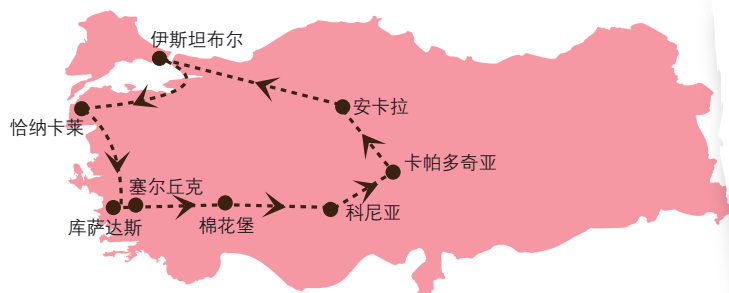 伊斯坦布尔
安卡拉
恰纳卡莱
卡帕多奇亚
塞尔丘克
科尼亚
库萨达斯
棉花堡